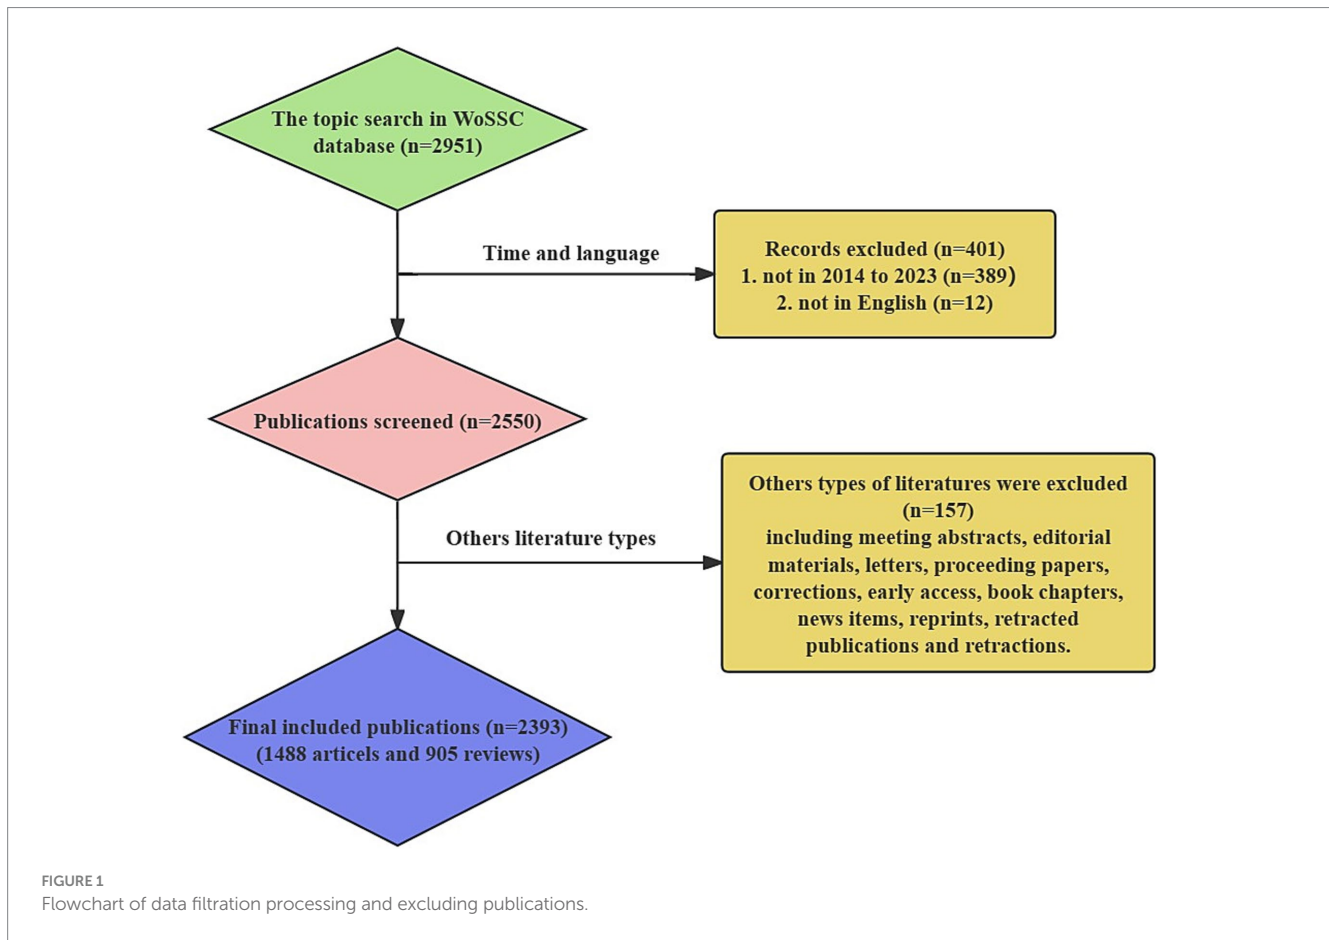 The topic search in WoSSC
database (n=2951)
Time and language
Records excluded (n=401)
1. not in 2014 to 2023 (n=389)
2. not in English (n=12)
Publications screened (n=2550)
Others literature types
Others types of literatures were excluded
(n=157)
including meeting abstracts, editorial
materials, letters, proceeding papers,
corrections, early access, book chapters,
news items, reprints, retracted
publications and retractions.
Final included publications (n=2393)
(1488 articels and 905 reviews)
FIGURE 1
Flowchart of data filtration processing and excluding publications.